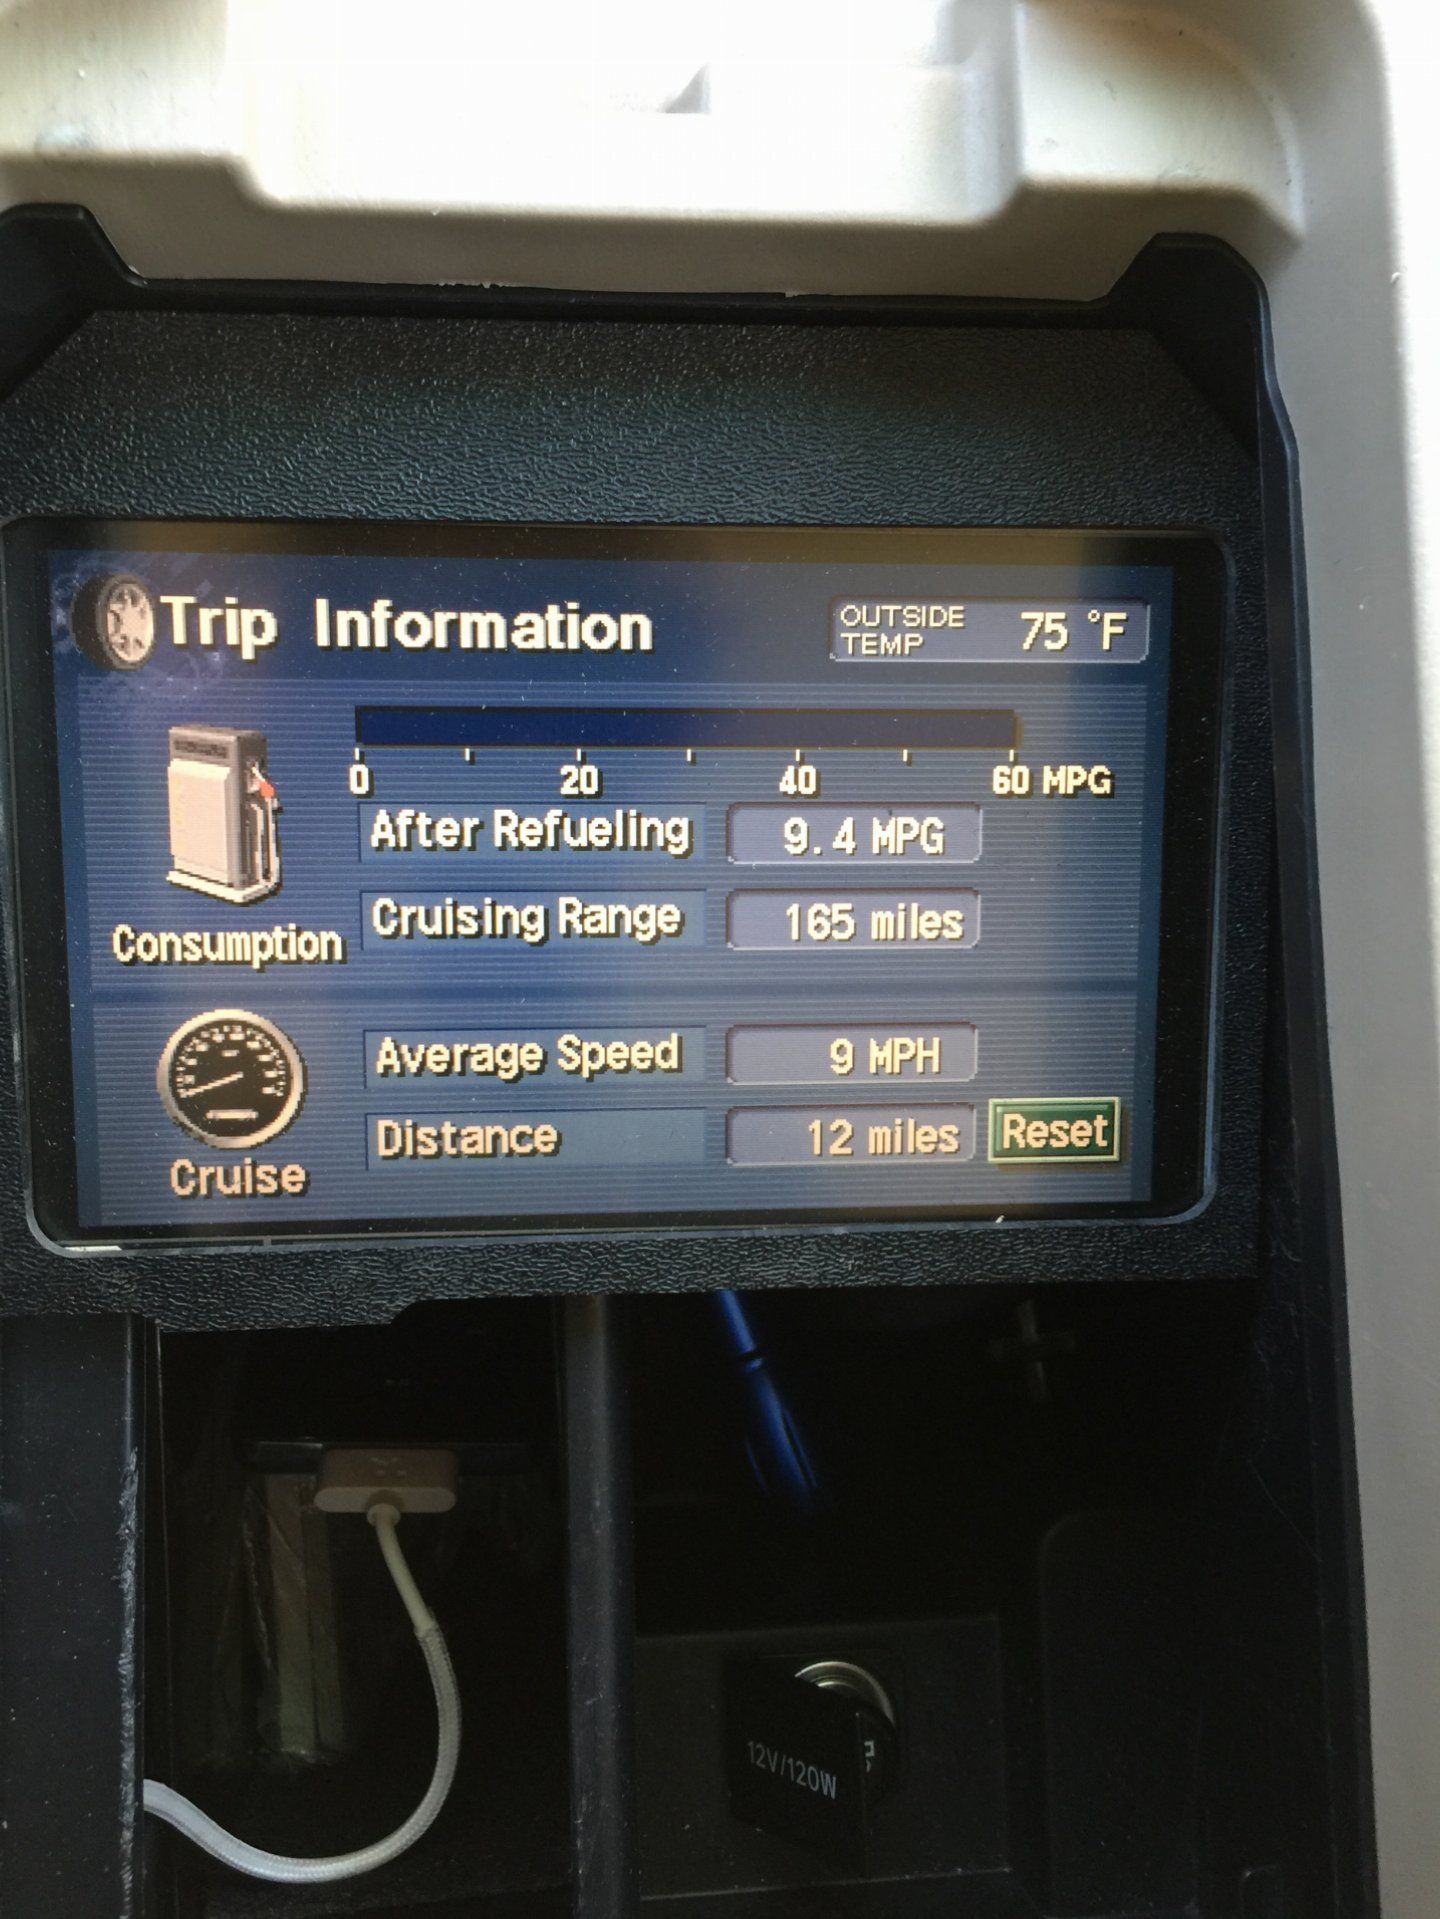 Trip Information
OUTSIDE TEMP 75 °F
0 20 40 60 MPG
After Refueling 9.4 MPG
Cruising Range 165 miles
Consumption
Average Speed 9 MPH
Distance 12 miles Reset
Cruise
12V/120W